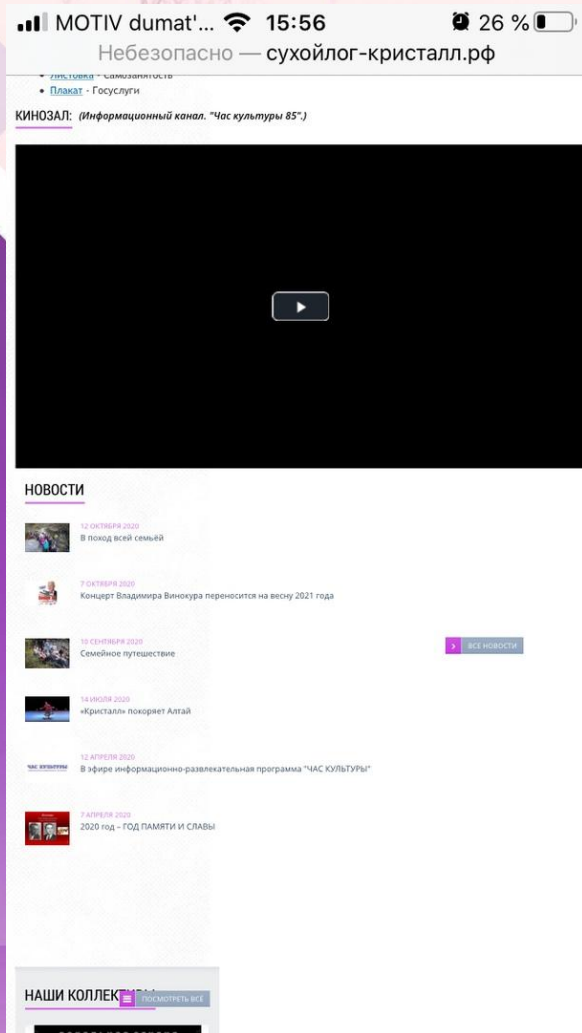 MOTIV dumat'... 15:56 26 %
Небезопасно — сухойлог-кристалл.рф
Листовка - Самозанятость
Плакат - Госуслуги
КИНОЗАЛ: (Информационный канал. "Час культуры 85".)
НОВОСТИ
12 ОКТЯБРЯ 2020
В поход всей семьёй
7 ОКТЯБРЯ 2020
Концерт Владимира Винокура переносится на весну 2021 года
10 СЕНТЯБРЯ 2020
Семейное путешествие
ВСЕ НОВОСТИ
14 ИЮЛЯ 2020
«Кристалл» покоряет Алтай
12 АПРЕЛЯ 2020
ЧАС КУЛЬТУРЫ
В эфире информационно-развлекательная программа "ЧАС КУЛЬТУРЫ"
7 АПРЕЛЯ 2020
2020 год – ГОД ПАМЯТИ И СЛАВЫ
НАШИ КОЛЛЕКТИВЫ
ПОСМОТРЕТЬ ВСЁ